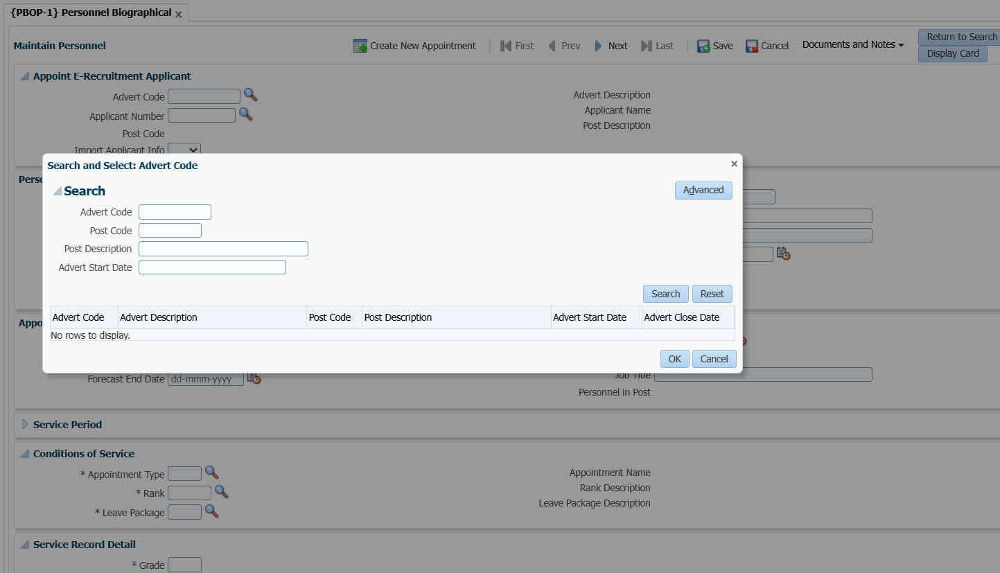 {PBOP-1} Personnel Biographical
Maintain Personnel
Create New Appointment
First
Prev
Next
Last
Save
Cancel
Documents and Notes
Return to Search
Display Card
Appoint E-Recruitment Applicant
Advert Code
Advert Description
Applicant Number
Applicant Name
Post Code
Post Description
Import Applicant Info
Search and Select: Advert Code
Search
Advanced
Advert Code
Post Code
Post Description
Advert Start Date
Search
Reset
Advert Code
Advert Description
Post Code
Post Description
Advert Start Date
Advert Close Date
No rows to display.
OK
Cancel
Perso
Appo
Forecast End Date
dd-mmm-yyyy
Job Title
Personnel in Post
Service Period
Conditions of Service
* Appointment Type
Appointment Name
* Rank
Rank Description
* Leave Package
Leave Package Description
Service Record Detail
* Grade